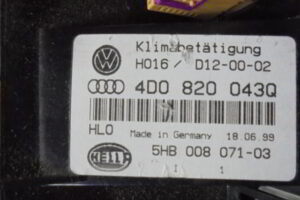 Klimabetätigung
H016/ D12-00-02
4D0 820 043Q
HLO Made in Germany 18.06.99
HELLA 5HB 008 071-03
1